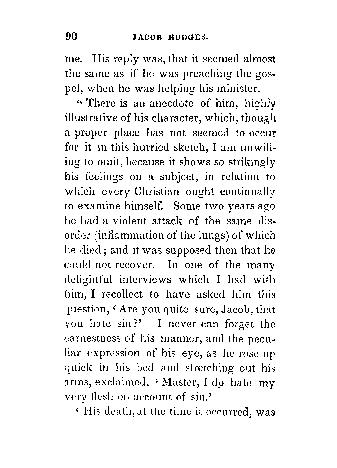 90 JACOB HODGES.
me. His reply was, that it seemed almost
the same as if he was preaching the gos-
pel, when he was helping his minister.
" There is an anecdote of him, highly
illustrative of his character, which, though
a proper place has not seemed to occur
for it in this hurried sketch, I am unwill-
ing to omit, because it shows so strikingly
his feelings on a subject, in relation to
which every Christian ought continually
to examine himself. Some two years ago
he had a violent attack of the same dis-
order (inflammation of the lungs) of which
he died; and it was supposed then that he
could not recover. In one of the many
delightful interviews which I had with
him, I recollect to have asked him this
question, ‘ Are you quite sure, Jacob, that
you hate sin?’ I never can forget the
earnestness of his manner, and the pecu-
liar expression of his eye, as he rose up
quick in his bed and stretching out his
arms, exclaimed, ‘ Master, I do hate my
very flesh on account of sin.’
‘ His death, at the time it occurred, was